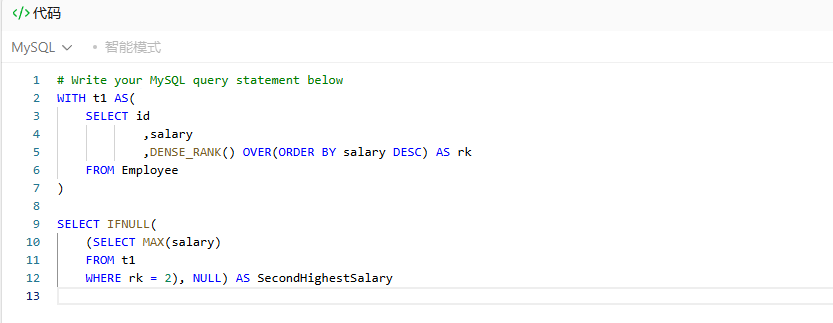 </> 代码
MySQL • 智能模式
1 # Write your MySQL query statement below
2 WITH t1 AS(
3 SELECT id
4 ,salary
5 ,DENSE_RANK() OVER(ORDER BY salary DESC) AS rk
6 FROM Employee
7 )
8
9 SELECT IFNULL(
10 (SELECT MAX(salary)
11 FROM t1
12 WHERE rk = 2), NULL) AS SecondHighestSalary
13